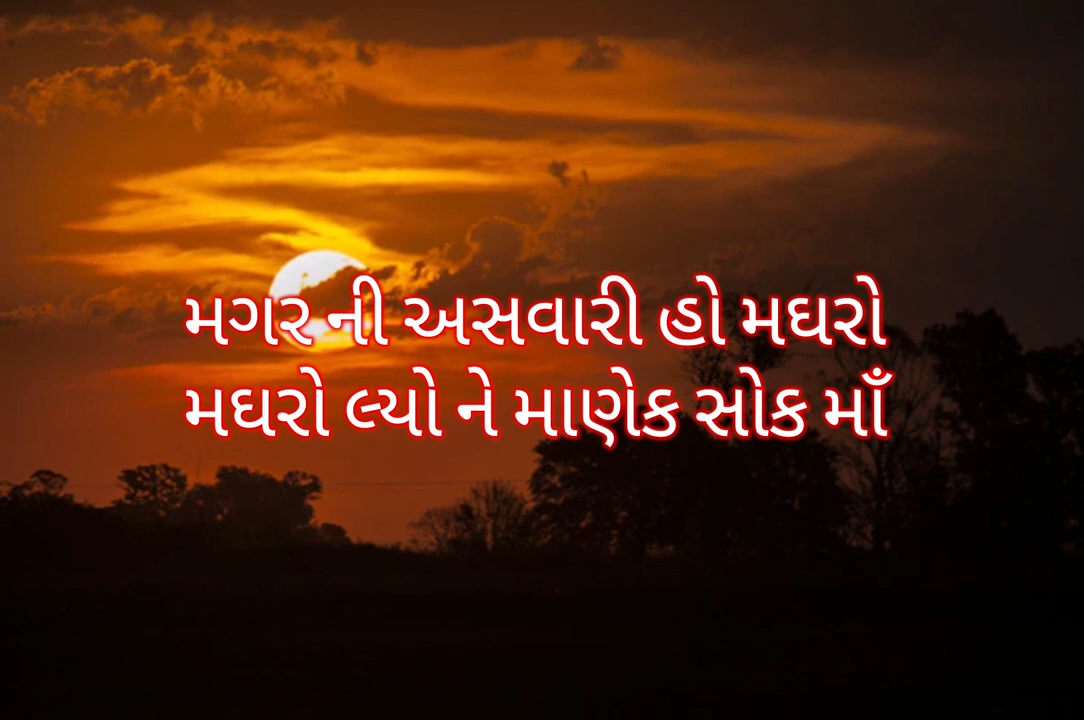 મગર ની અસવારી હો મઘરો
મઘરો લ્યો ને માણેક સોક માઁ